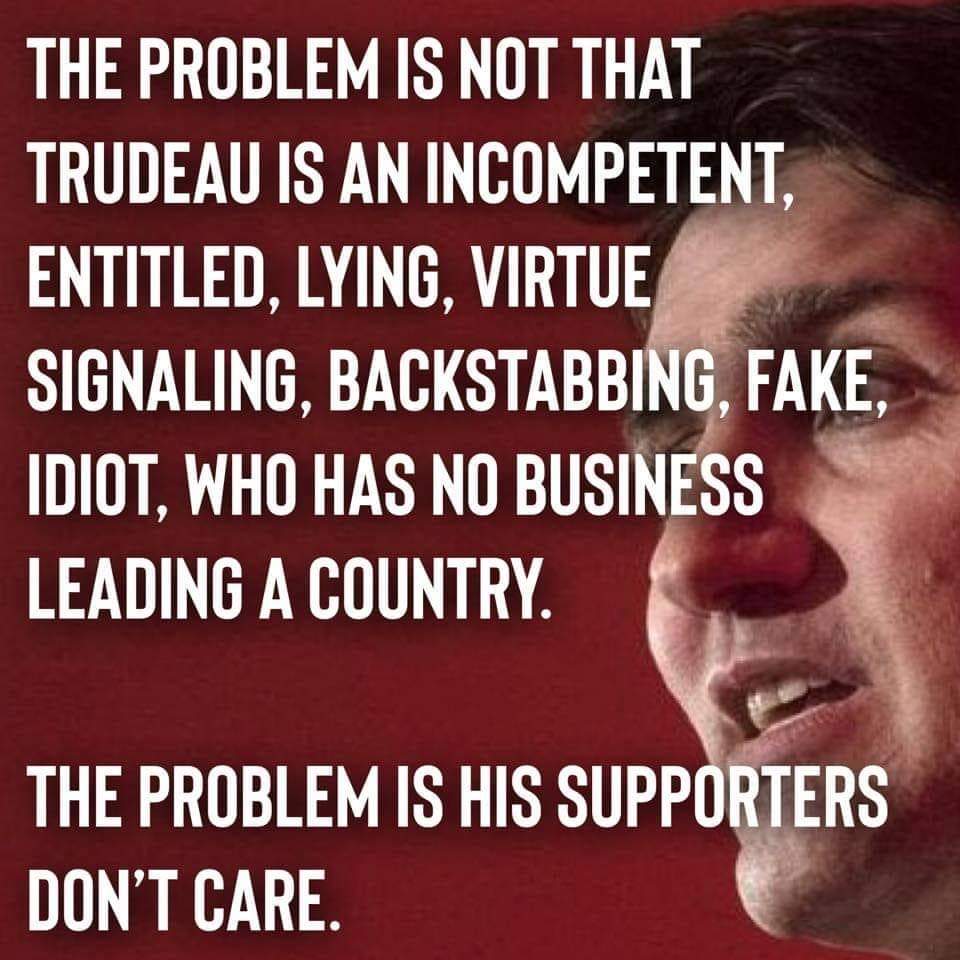 THE PROBLEM IS NOT THAT
TRUDEAU IS AN INCOMPETENT,
ENTITLED, LYING, VIRTUE
SIGNALING, BACKSTABBING, FAKE,
IDIOT, WHO HAS NO BUSINESS
LEADING A COUNTRY.
THE PROBLEM IS HIS SUPPORTERS
DON'T CARE.